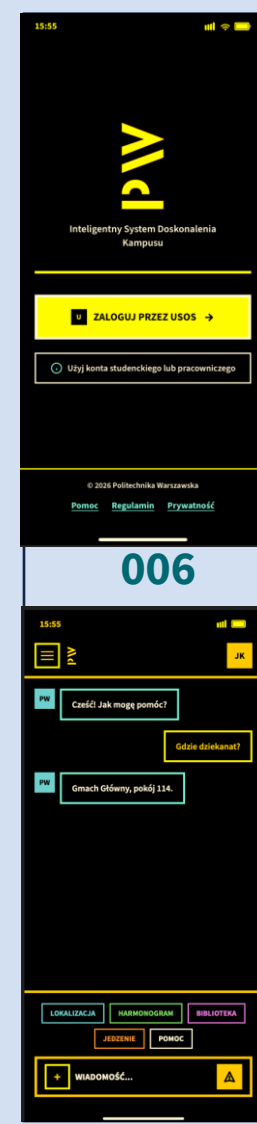 15:55
PW
Inteligentny System Doskonalenia
Kampusu
U ZALOGUJ PRZEZ USOS →
Użyj konta studenckiego lub pracowniczego
© 2026 Politechnika Warszawska
Pomoc Regulamin Prywatność
006
15:55
PW JK
PW Cześć! Jak mogę pomóc?
Gdzie dziekanat?
PW Gmach Główny, pokój 114.
LOKALIZACJA HARMONOGRAM BIBLIOTEKA
JEDZENIE POMOC
+ WIADOMOŚĆ...